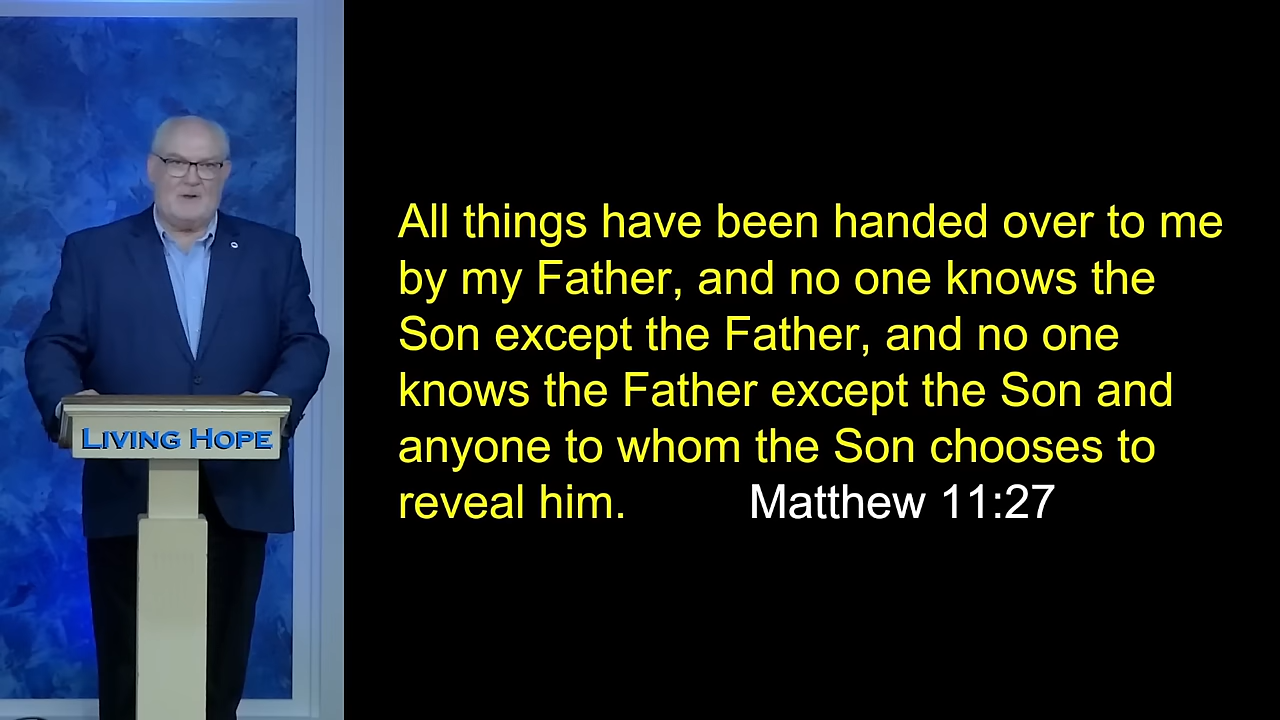 LIVING HOPE
All things have been handed over to me
by my Father, and no one knows the
Son except the Father, and no one
knows the Father except the Son and
anyone to whom the Son chooses to
reveal him. Matthew 11:27